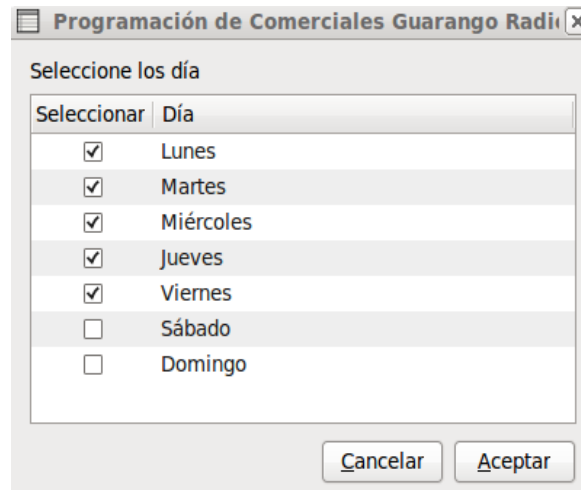 Programación de Comerciales Guarango Radi
Seleccione los día
Seleccionar Día
Lunes
Martes
Miércoles
Jueves
Viernes
Sábado
Domingo
Cancelar Aceptar